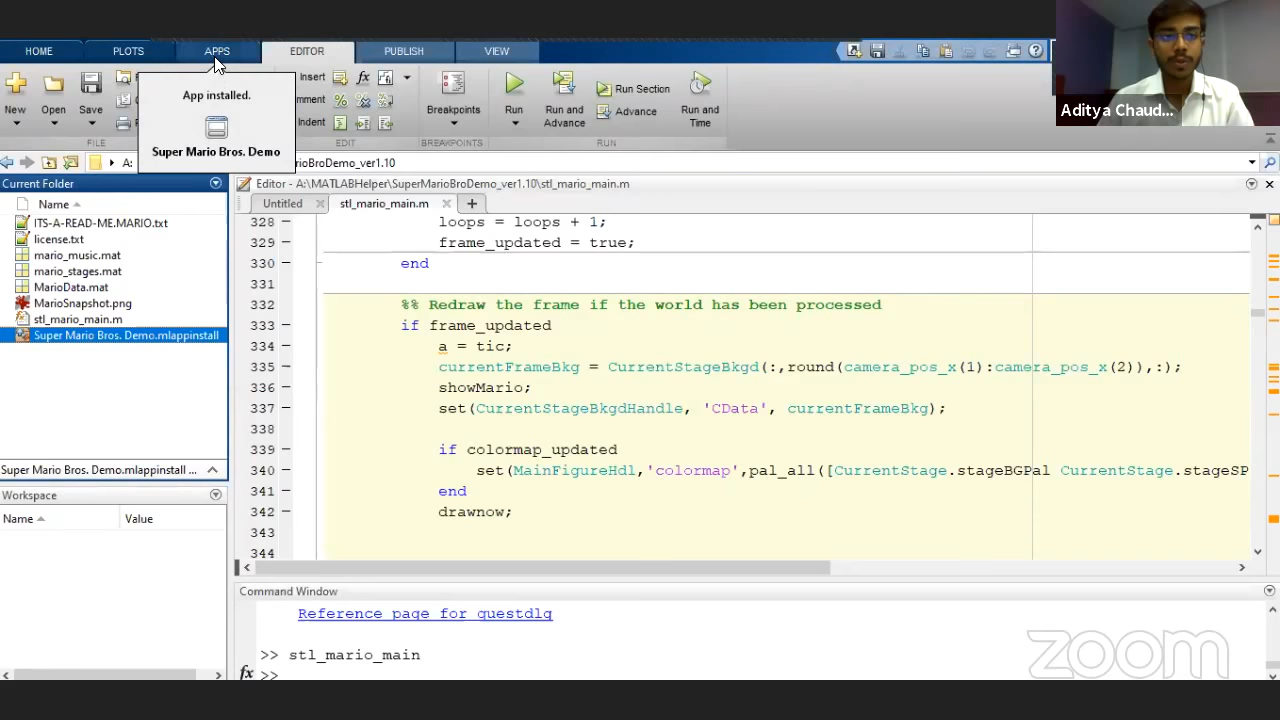 HOME PLOTS APPS EDITOR PUBLISH VIEW
Aditya Chaud...
App installed.
Super Mario Bros. Demo
New Open Save
Insert
mment
Indent
fx
Breakpoints
Run
Run and
Advance
Run Section
Advance
Run and
Time
FILE EDIT BREAKPOINTS RUN
A: rioBroDemo_ver1.10
Current Folder
Name
ITS-A-READ-ME.MARIO.txt
license.txt
mario_music.mat
mario_stages.mat
MarioData.mat
MarioSnapshot.png
stl_mario_main.m
Super Mario Bros. Demo.mlappinstall
Super Mario Bros. Demo.mlappinstall ...
Workspace
Name Value
Editor - A:\MATLABHelper\SuperMarioBroDemo_ver1.10\stl_mario_main.m
Untitled × stl_mario_main.m × +
328 – loops = loops + 1;
329 – frame_updated = true;
330 – end
331
332 %% Redraw the frame if the world has been processed
333 – if frame_updated
334 – a = tic;
335 – currentFrameBkg = CurrentStageBkgd(:,round(camera_pos_x(1):camera_pos_x(2)),:);
336 – showMario;
337 – set(CurrentStageBkgdHandle, 'CData', currentFrameBkg);
338
339 – if colormap_updated
340 – set(MainFigureHdl,'colormap',pal_all([CurrentStage.stageBGPal CurrentStage.stageSP
341 – end
342 – drawnow;
343
344
Command Window
Reference page for questdlg
>> stl_mario_main
fx >>
zoom